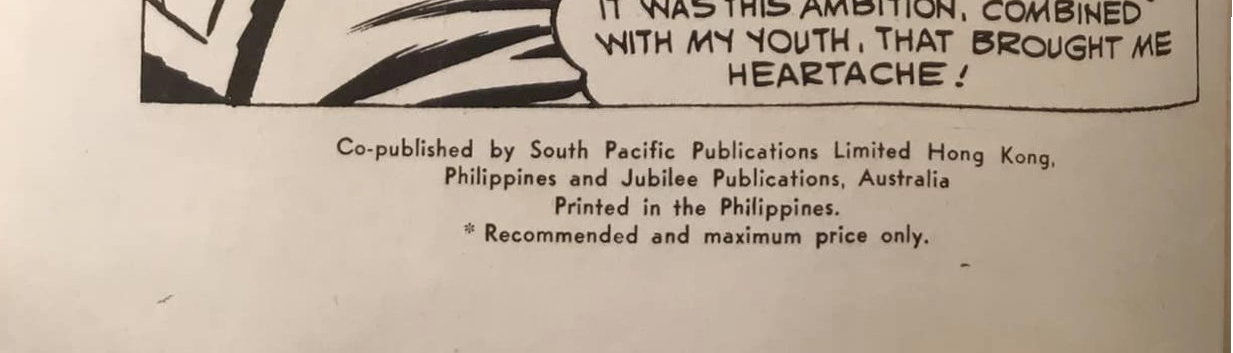 IT WAS THIS AMBITION, COMBINED
WITH MY YOUTH, THAT BROUGHT ME
HEARTACHE!
Co-published by South Pacific Publications Limited Hong Kong,
Philippines and Jubilee Publications, Australia
Printed in the Philippines.
* Recommended and maximum price only.